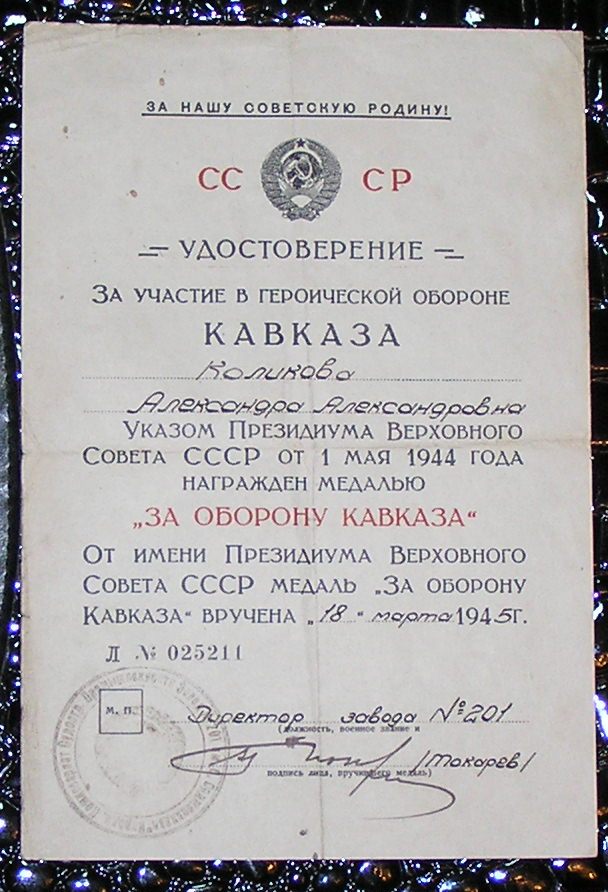 ЗА НАШУ СОВЕТСКУЮ РОДИНУ!
СС СР
УДОСТОВЕРЕНИЕ
ЗА УЧАСТИЕ В ГЕРОИЧЕСКОЙ ОБОРОНЕ
КАВКАЗА
Коликова
Александра Александровна
УКАЗОМ ПРЕЗИДИУМА ВЕРХОВНОГО
СОВЕТА СССР ОТ 1 МАЯ 1944 ГОДА
НАГРАЖДЕН МЕДАЛЬЮ
„ЗА ОБОРОНУ КАВКАЗА“
ОТ ИМЕНИ ПРЕЗИДИУМА ВЕРХОВНОГО
СОВЕТА СССР МЕДАЛЬ „ЗА ОБОРОНУ
КАВКАЗА“ ВРУЧЕНА „18“ марта 1945г.
Л № 025211
М. П.
Директор завода № 201
(должность, военное звание и
/Токарев/
подпись лица, вручившего медаль)